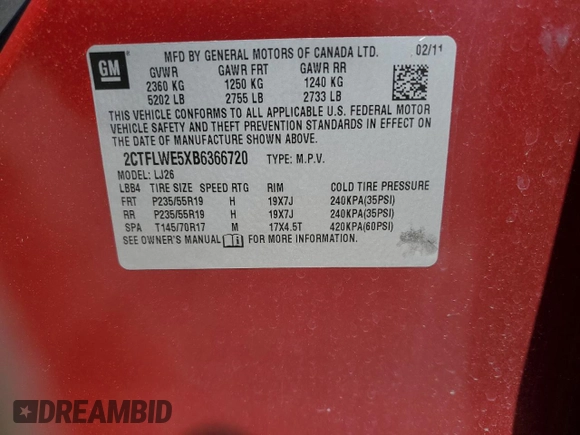 GM
MFD BY GENERAL MOTORS OF CANADA LTD. 02/11
GVWR GAWR FRT GAWR RR
2360 KG 1250 KG 1240 KG
5202 LB 2755 LB 2733 LB
THIS VEHICLE CONFORMS TO ALL APPLICABLE U.S. FEDERAL MOTOR
VEHICLE SAFETY AND THEFT PREVENTION STANDARDS IN EFFECT ON
THE DATE OF MANUFACTURE SHOWN ABOVE.
2CTFLWE5XB6366720 TYPE: M.P.V.
MODEL: LJ26
LBB4 TIRE SIZE SPEED RTG RIM COLD TIRE PRESSURE
FRT P235/55R19 H 19X7J 240KPA(35PSI)
RR P235/55R19 H 19X7J 240KPA(35PSI)
SPA T145/70R17 M 17X4.5T 420KPA(60PSI)
SEE OWNER'S MANUAL FOR MORE INFORMATION.
DREAMBID